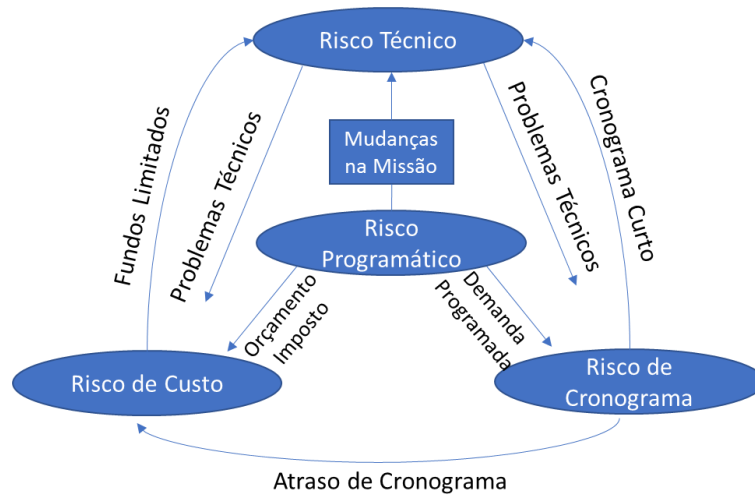 Risco Técnico
Fundos Limitados
Problemas Técnicos
Mudanças
na Missão
Problemas Técnicos
Cronograma Curto
Risco
Programático
Orçamento
Imposto
Demanda
Programada
Risco de Custo
Risco de
Cronograma
Atraso de Cronograma